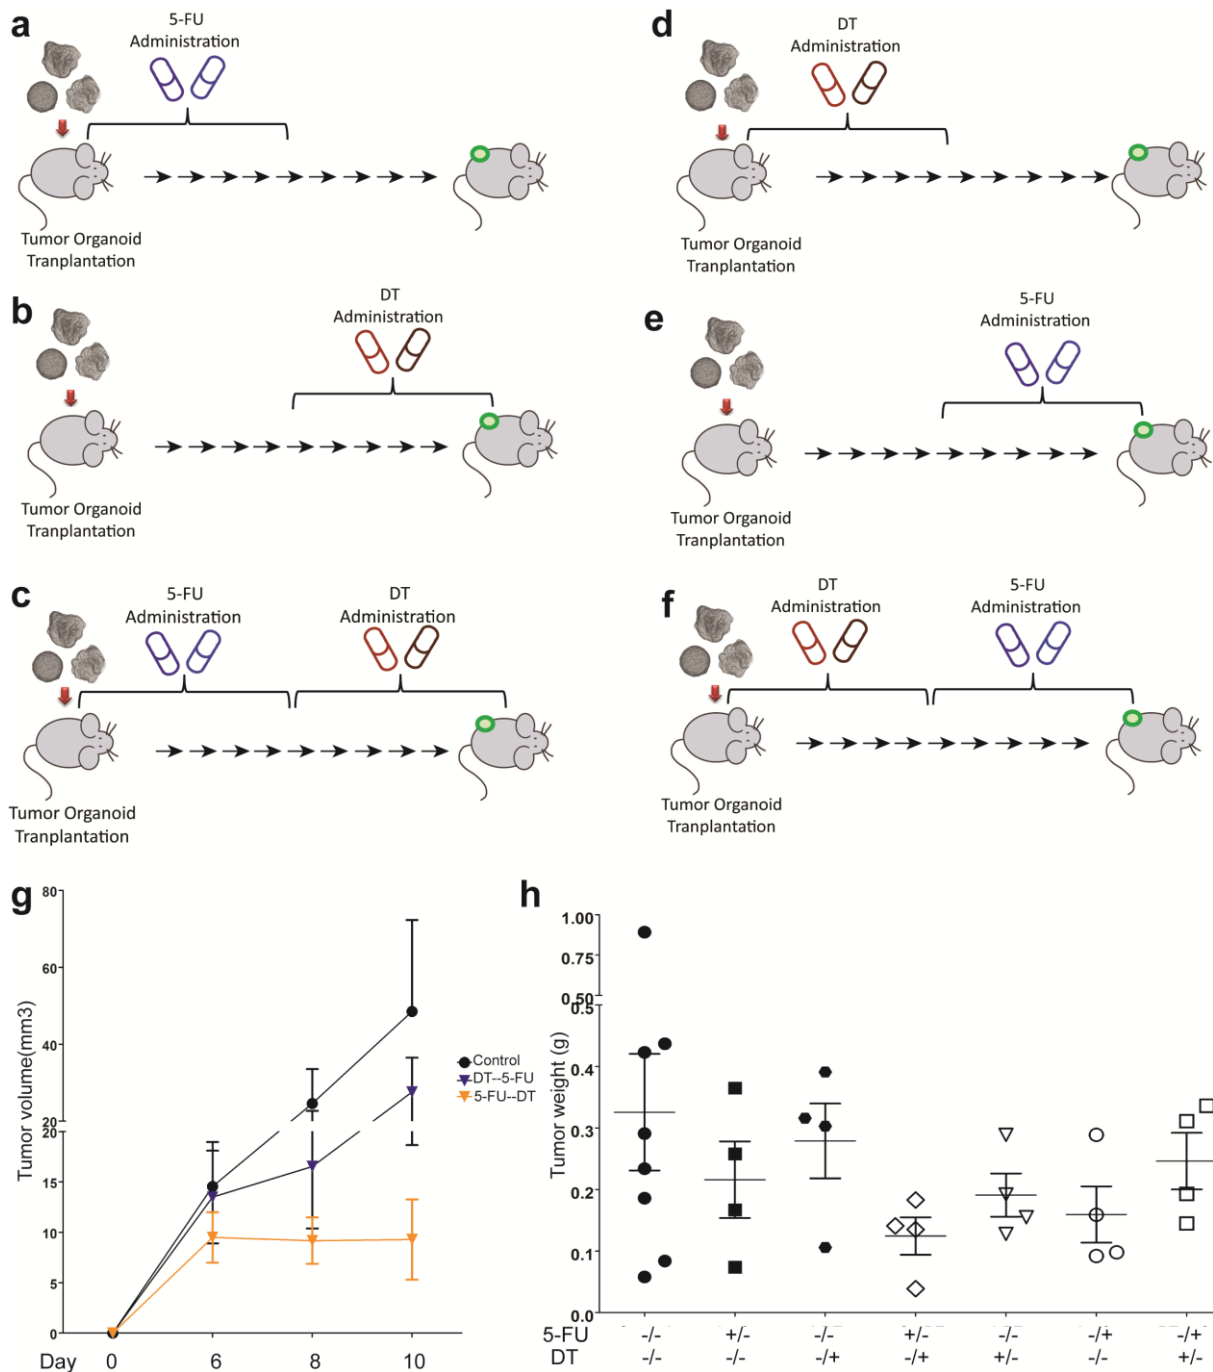 a
5-FU
Administration
Tumor Organoid
Tranplantation
d
DT
Administration
Tumor Organoid
Tranplantation
b
DT
Administration
Tumor Organoid
Tranplantation
e
5-FU
Administration
Tumor Organoid
Tranplantation
c
5-FU
Administration
DT
Administration
Tumor Organoid
Tranplantation
f
DT
Administration
5-FU
Administration
Tumor Organoid
Tranplantation
g
Tumor volume(mm3)
80
60
40
20
20
15
10
5
0
Day 0 6 8 10
Control
DT--5-FU
5-FU--DT
h
Tumor weight (g)
1.00
0.75
0.50
0.5
0.4
0.3
0.2
0.1
0.0
5-FU -/- +/- -/- +/- -/- -/+ -/+
DT -/- -/- -/+ -/+ +/- -/- +/-